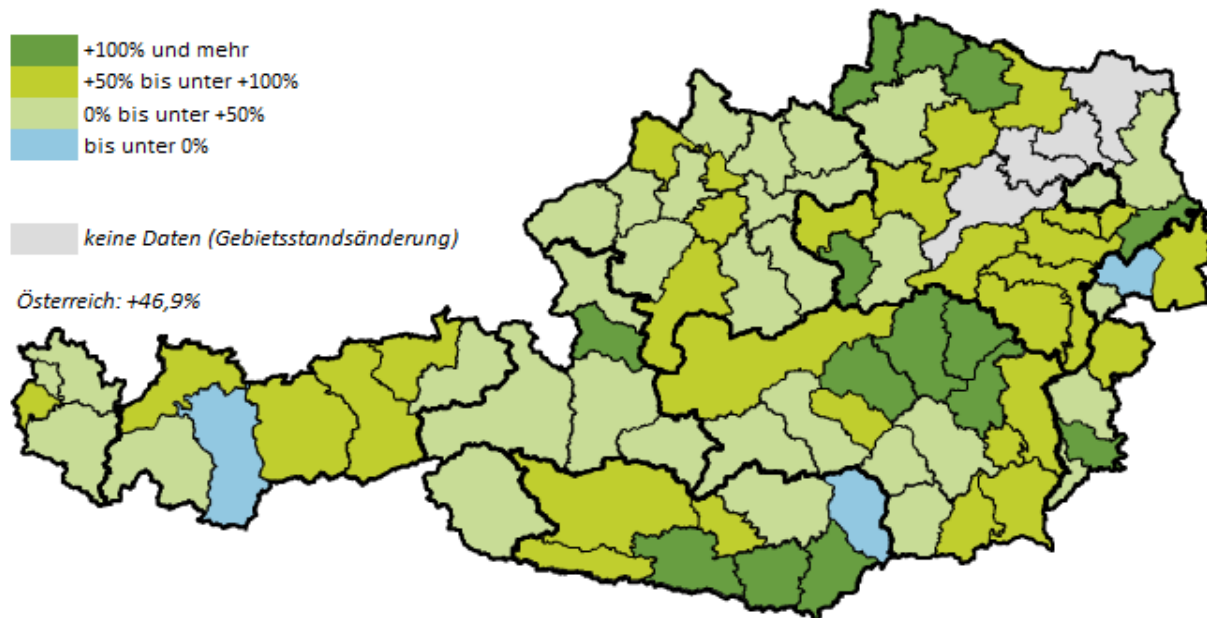 +100% und mehr
+50% bis unter +100%
0% bis unter +50%
bis unter 0%
keine Daten (Gebietsstandsänderung)
Österreich: +46,9%